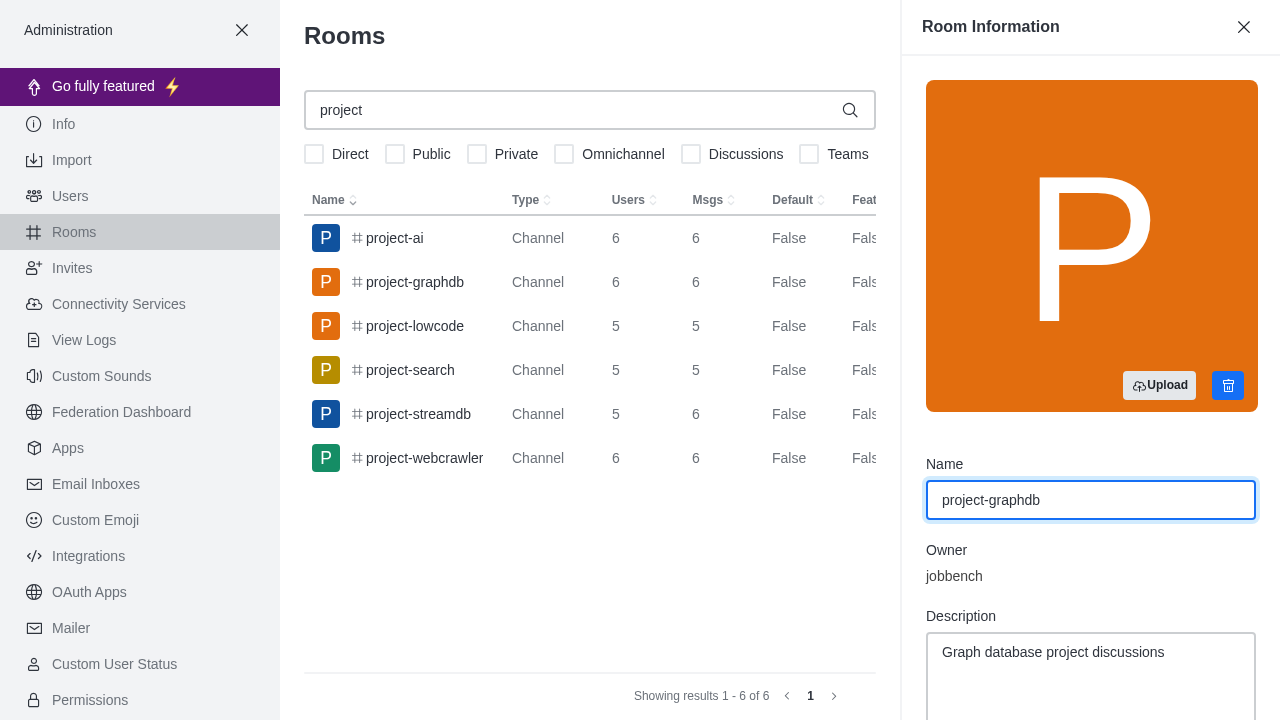 Administration
Go fully featured ⚡
Info
Import
Users
Rooms
Invites
Connectivity Services
View Logs
Custom Sounds
Federation Dashboard
Apps
Email Inboxes
Custom Emoji
Integrations
OAuth Apps
Mailer
Custom User Status
Permissions
Rooms
project
Direct Public Private Omnichannel Discussions Teams
Name Type Users Msgs Default Feat
P project-ai Channel 6 6 False Fals
P project-graphdb Channel 6 6 False Fals
P project-lowcode Channel 5 5 False Fals
P project-search Channel 5 5 False Fals
P project-streamdb Channel 5 5 False Fals
P project-webcrawler Channel 6 6 False Fals
Showing results 1 - 6 of 6 1
Room Information
P
Upload
Name
project-graphdb
Owner
jobbench
Description
Graph database project discussions